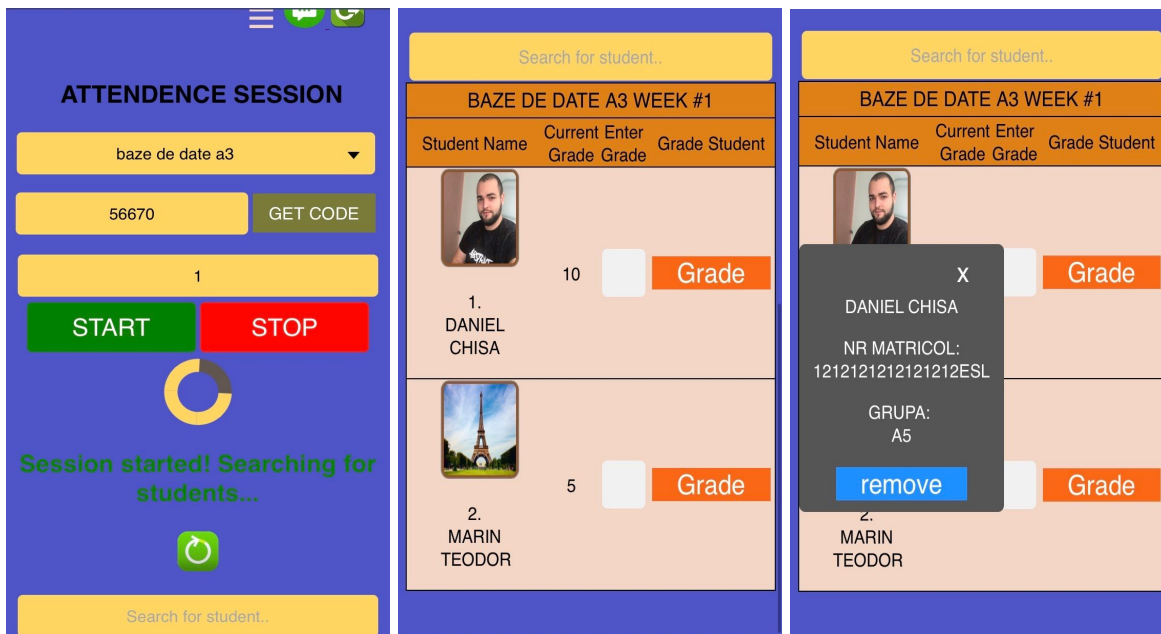 ATTENDENCE SESSION
baze de date a3
56670
GET CODE
1
START
STOP
Session started! Searching for
students...
Search for student..
Search for student..
BAZE DE DATE A3 WEEK #1
Student Name
Current
Grade
Enter
Grade
Grade Student
10
Grade
1.
DANIEL
CHISA
5
Grade
2.
MARIN
TEODOR
Search for student..
BAZE DE DATE A3 WEEK #1
Student Name
Current
Grade
Enter
Grade
Grade Student
Grade
X
DANIEL CHISA
NR MATRICOL:
1212121212121212ESL
GRUPA:
A5
remove
Grade
2.
MARIN
TEODOR